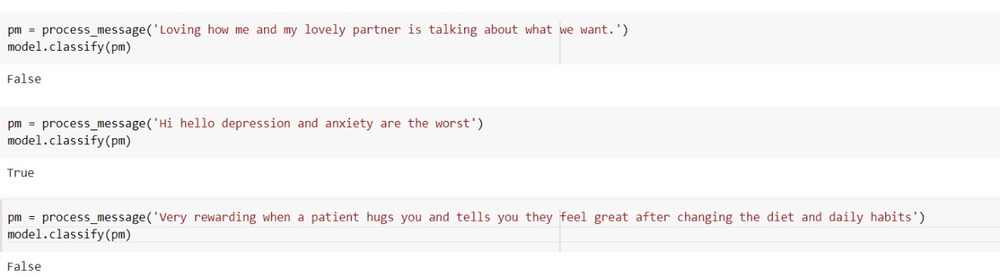 pm = process_message('Loving how me and my lovely partner is talking about what we want.')
model.classify(pm)
False
pm = process_message('Hi hello depression and anxiety are the worst')
model.classify(pm)
True
pm = process_message('Very rewarding when a patient hugs you and tells you they feel great after changing the diet and daily habits')
model.classify(pm)
False